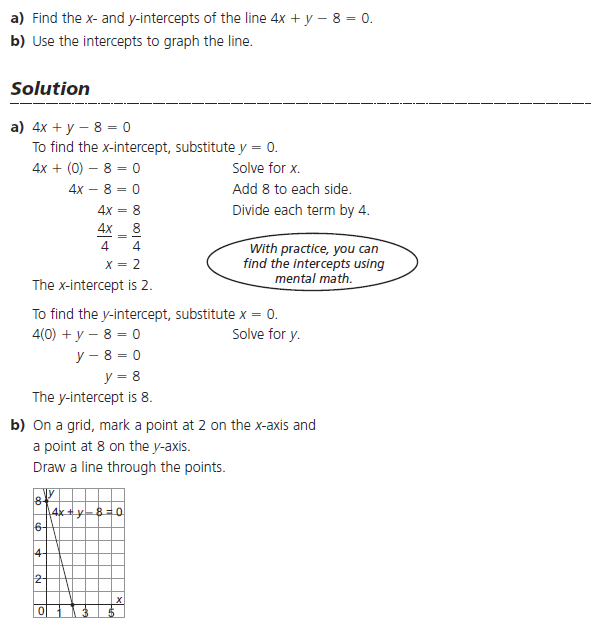 a) Find the x- and y-intercepts of the line 4x + y – 8 = 0.
b) Use the intercepts to graph the line.
Solution
a) 4x + y – 8 = 0
To find the x-intercept, substitute y = 0.
4x + (0) – 8 = 0 Solve for x.
4x – 8 = 0 Add 8 to each side.
4x = 8 Divide each term by 4.
4x/4 = 8/4
x = 2
With practice, you can
find the intercepts using
mental math.
The x-intercept is 2.
To find the y-intercept, substitute x = 0.
4(0) + y – 8 = 0 Solve for y.
y – 8 = 0
y = 8
The y-intercept is 8.
b) On a grid, mark a point at 2 on the x-axis and
a point at 8 on the y-axis.
Draw a line through the points.
y
8
4x + y – 8 = 0
6
4
2
x
0 1 3 5